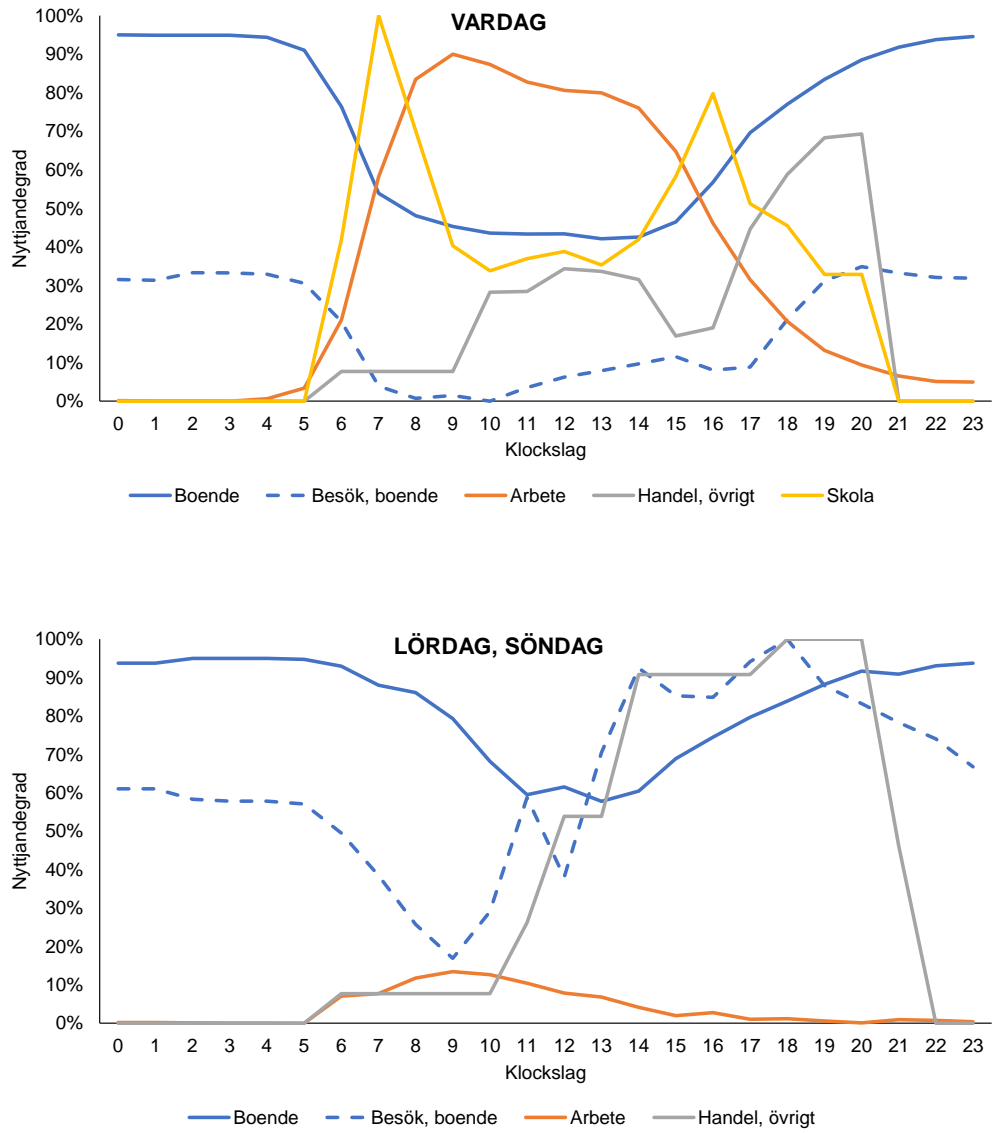 VARDAG
100%
90%
80%
70%
60%
50%
40%
30%
20%
10%
0%
Nyttjandegrad
0 1 2 3 4 5 6 7 8 9 10 11 12 13 14 15 16 17 18 19 20 21 22 23
Klockslag
Boende Besök, boende Arbete Handel, övrigt Skola
LÖRDAG, SÖNDAG
100%
90%
80%
70%
60%
50%
40%
30%
20%
10%
0%
Nyttjandegrad
0 1 2 3 4 5 6 7 8 9 10 11 12 13 14 15 16 17 18 19 20 21 22 23
Klockslag
Boende Besök, boende Arbete Handel, övrigt